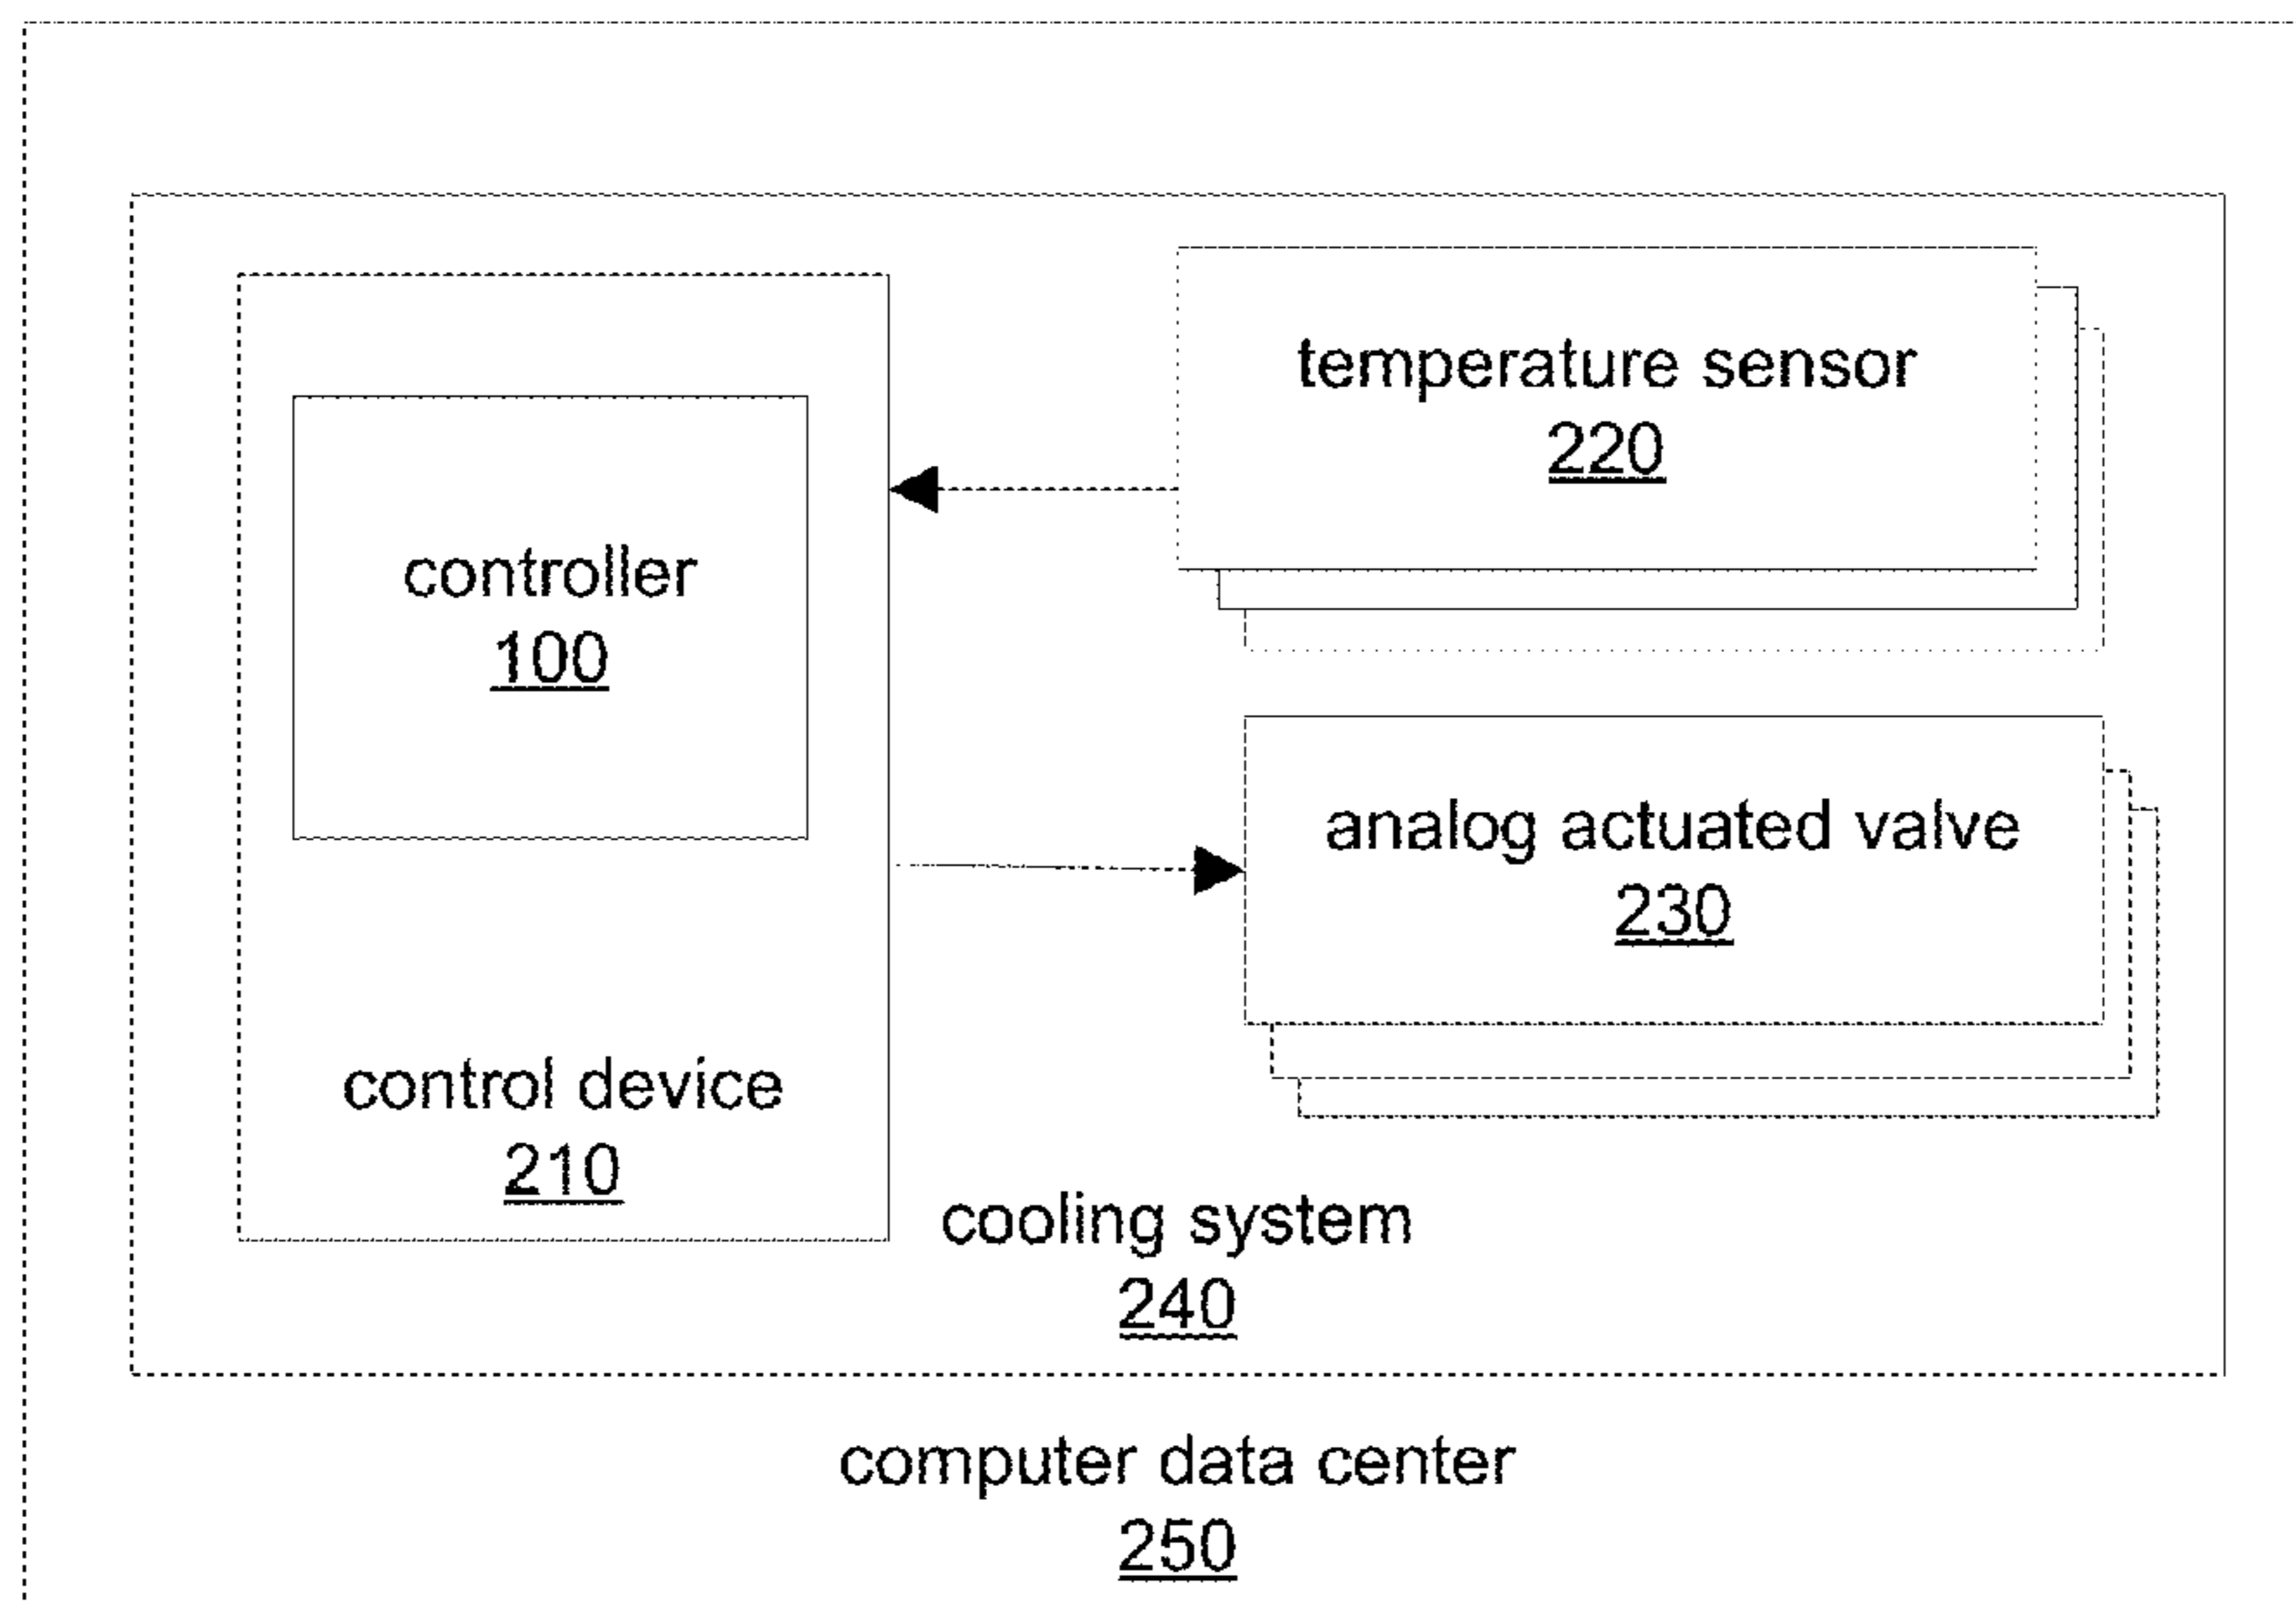 temperature sensor
220
controller
100
analog actuated valve
230
control device
210
cooling system
240
computer data center
250